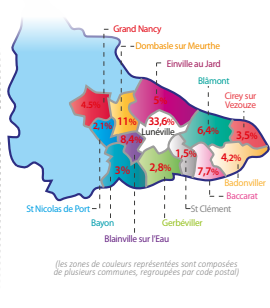 Grand Nancy
Dombasle sur Meurthe
Einville au Jard
Blâmont
Cirey sur
Vezouze
4.5%
5%
2,1%
11%
33,6%
Lunéville
6,4%
3,5%
8,4%
1,5%
4,2%
3%
2,8%
7,7%
Badonviller
Baccarat
St Nicolas de Port
St Clément
Bayon
Gerbéviller
Blainville sur l'Eau
(les zones de couleurs représentées sont composées
de plusieurs communes, regroupées par code postal)